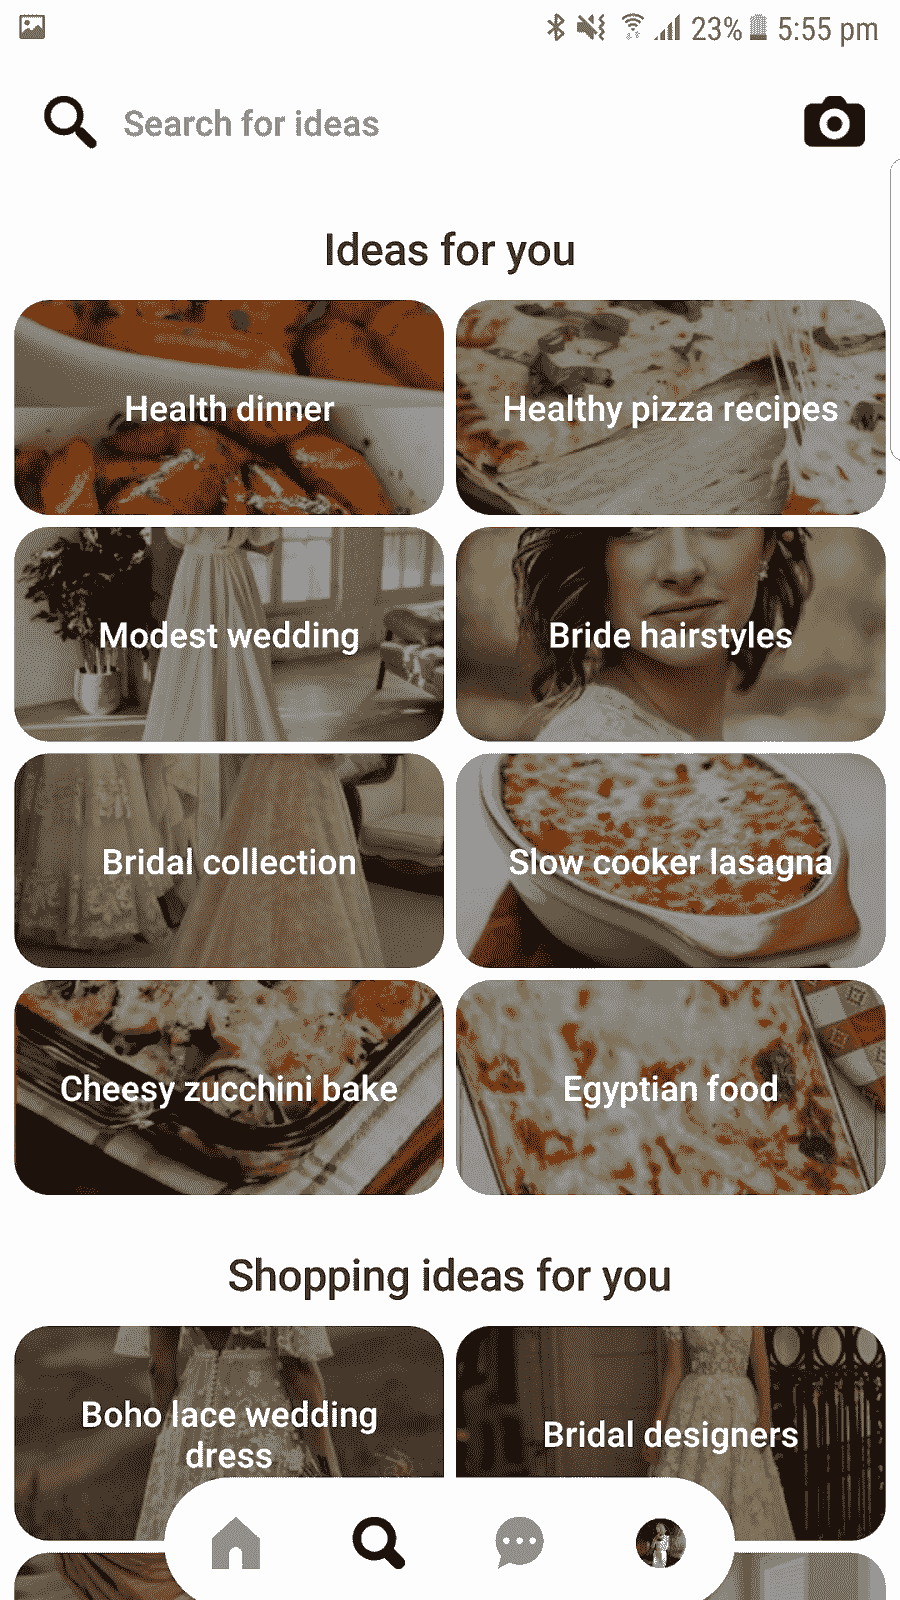 23% 5:55 pm
Search for ideas
Ideas for you
Health dinner
Healthy pizza recipes
Modest wedding
Bride hairstyles
Bridal collection
Slow cooker lasagna
Cheesy zucchini bake
Egyptian food
Shopping ideas for you
Boho lace wedding
dress
Bridal designers